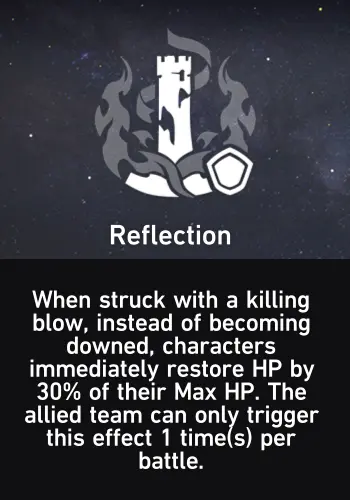 Reflection
When struck with a killing
blow, instead of becoming
downed, characters
immediately restore HP by
30% of their Max HP. The
allied team can only trigger
this effect 1 time(s) per
battle.